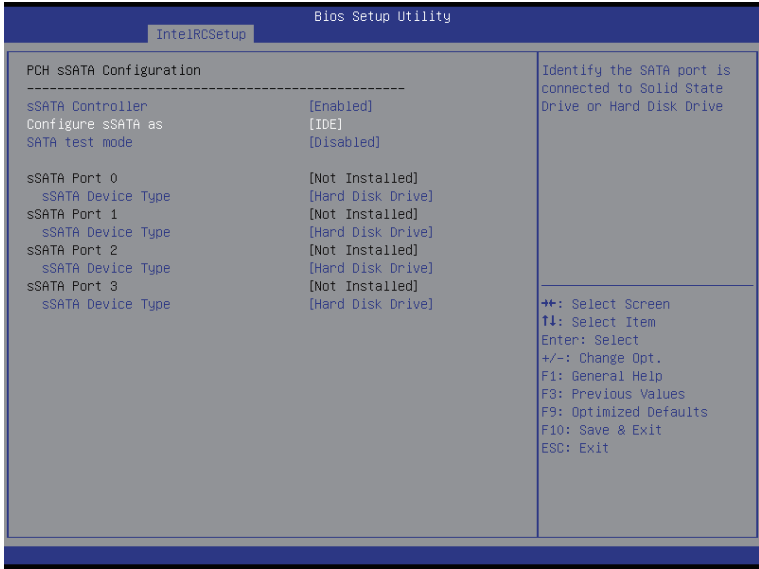 Bios Setup Utility
IntelRCSetup
PCH sSATA Configuration
--------------------------------------------------
sSATA Controller [Enabled]
Configure sSATA as [IDE]
SATA test mode [Disabled]
sSATA Port 0 [Not Installed]
sSATA Device Type [Hard Disk Drive]
sSATA Port 1 [Not Installed]
sSATA Device Type [Hard Disk Drive]
sSATA Port 2 [Not Installed]
sSATA Device Type [Hard Disk Drive]
sSATA Port 3 [Not Installed]
sSATA Device Type [Hard Disk Drive]
Identify the SATA port is
connected to Solid State
Drive or Hard Disk Drive
→←: Select Screen
↑↓: Select Item
Enter: Select
+/-: Change Opt.
F1: General Help
F3: Previous Values
F9: Optimized Defaults
F10: Save & Exit
ESC: Exit